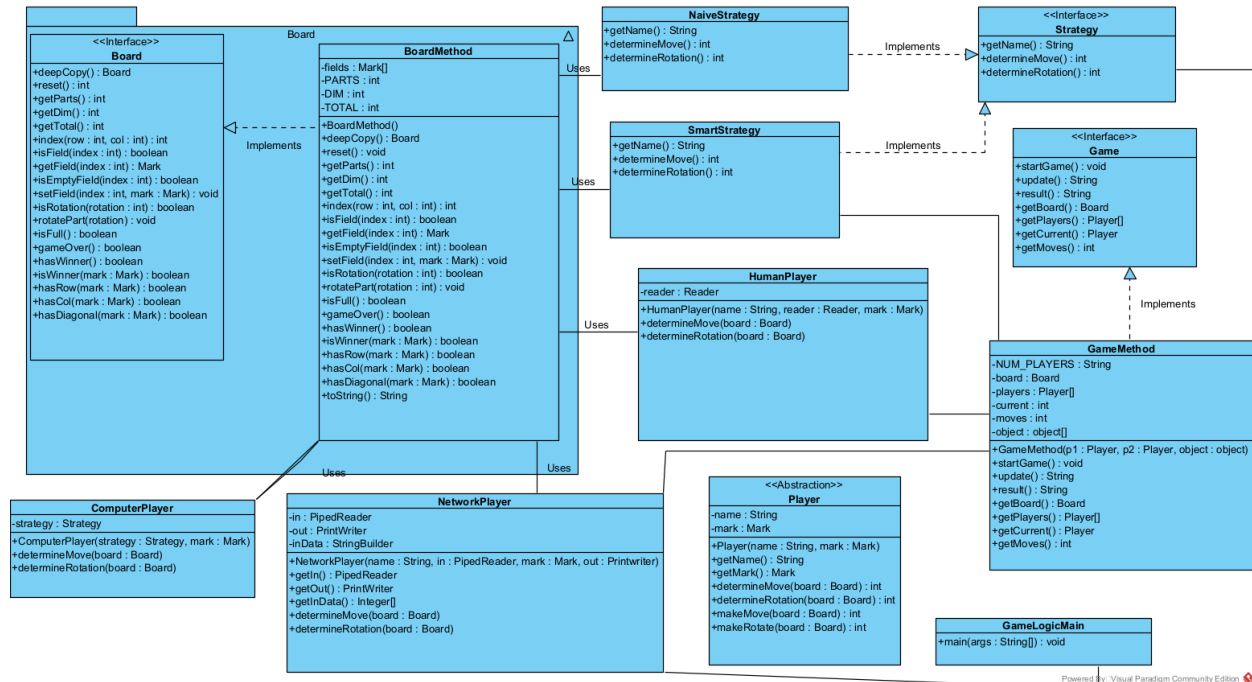 Board
<<Interface>>
Board
+deepCopy() : Board
+reset() : int
+getParts() : int
+getDim() : int
+getTotal() : int
+index(row : int, col : int) : int
+isField(index : int) : boolean
+getField(index : int) : Mark
+isEmptyField(index : int) : boolean
+setField(index : int, mark : Mark) : void
+isRotation(rotation : int) : boolean
+rotatePart(rotation) : void
+isFull() : boolean
+gameOver() : boolean
+hasWinner() : boolean
+isWinner(mark : Mark) : boolean
+hasRow(mark : Mark) : boolean
+hasCol(mark : Mark) : boolean
+hasDiagonal(mark : Mark) : boolean
Implements
BoardMethod
-fields : Mark[]
-PARTS : int
-DIM : int
-TOTAL : int
+BoardMethod()
+deepCopy() : Board
+reset() : void
+getParts() : int
+getDim() : int
+getTotal() : int
+index(row : int, col : int) : int
+isField(index : int) : boolean
+getField(index : int) : Mark
+isEmptyField(index : int) : boolean
+setField(index : int, mark : Mark) : void
+isRotation(rotation : int) : boolean
+rotatePart(rotation : int) : void
+isFull() : boolean
+gameOver() : boolean
+hasWinner() : boolean
+isWinner(mark : Mark) : boolean
+hasRow(mark : Mark) : boolean
+hasCol(mark : Mark) : boolean
+hasDiagonal(mark : Mark) : boolean
+toString() : String
Uses
Uses
Uses
Uses
Uses
NaiveStrategy
+getName() : String
+determineMove() : int
+determineRotation() : int
Implements
<<Interface>>
Strategy
+getName() : String
+determineMove() : int
+determineRotation() : int
SmartStrategy
+getName() : String
+determineMove() : int
+determineRotation() : int
Implements
<<Interface>>
Game
+startGame() : void
+update() : String
+result() : String
+getBoard() : Board
+getPlayers() : Player[]
+getCurrent() : Player
+getMoves() : int
Implements
HumanPlayer
-reader : Reader
+HumanPlayer(name : String, reader : Reader, mark : Mark)
+determineMove(board : Board)
+determineRotation(board : Board)
GameMethod
-NUM_PLAYERS : String
-board : Board
-players : Player[]
-current : int
-moves : int
-object : object[]
+GameMethod(p1 : Player, p2 : Player, object : object)
+startGame() : void
+update() : String
+result() : String
+getBoard() : Board
+getPlayers() : Player[]
+getCurrent() : Player
+getMoves() : int
ComputerPlayer
-strategy : Strategy
+ComputerPlayer(strategy : Strategy, mark : Mark)
+determineMove(board : Board)
+determineRotation(board : Board)
NetworkPlayer
-in : PipedReader
-out : PrintWriter
-inData : StringBuilder
+NetworkPlayer(name : String, in : PipedReader, mark : Mark, out : Printwriter)
+getIn() : PipedReader
+getOut() : PrintWriter
+getInData() : Integer[]
+determineMove(board : Board)
+determineRotation(board : Board)
<<Abstraction>>
Player
-name : String
-mark : Mark
+Player(name : String, mark : Mark)
+getName() : String
+getMark() : Mark
+determineMove(board : Board) : int
+determineRotation(board : Board) : int
+makeMove(board : Board) : int
+makeRotate(board : Board) : int
GameLogicMain
+main(args : String[]) : void
Powered By: Visual Paradigm Community Edition